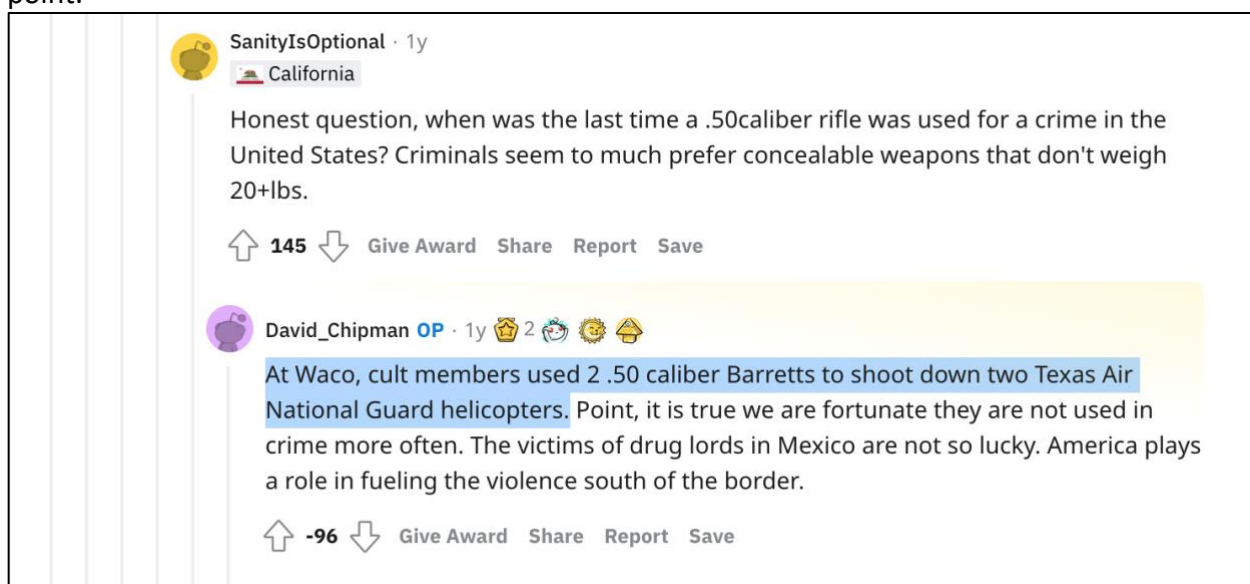 point.
SanityIsOptional · 1y
California
Honest question, when was the last time a .50caliber rifle was used for a crime in the
United States? Criminals seem to much prefer concealable weapons that don't weigh
20+lbs.
145 Give Award Share Report Save
David_Chipman OP · 1y 2
At Waco, cult members used 2 .50 caliber Barretts to shoot down two Texas Air
National Guard helicopters. Point, it is true we are fortunate they are not used in
crime more often. The victims of drug lords in Mexico are not so lucky. America plays
a role in fueling the violence south of the border.
-96 Give Award Share Report Save